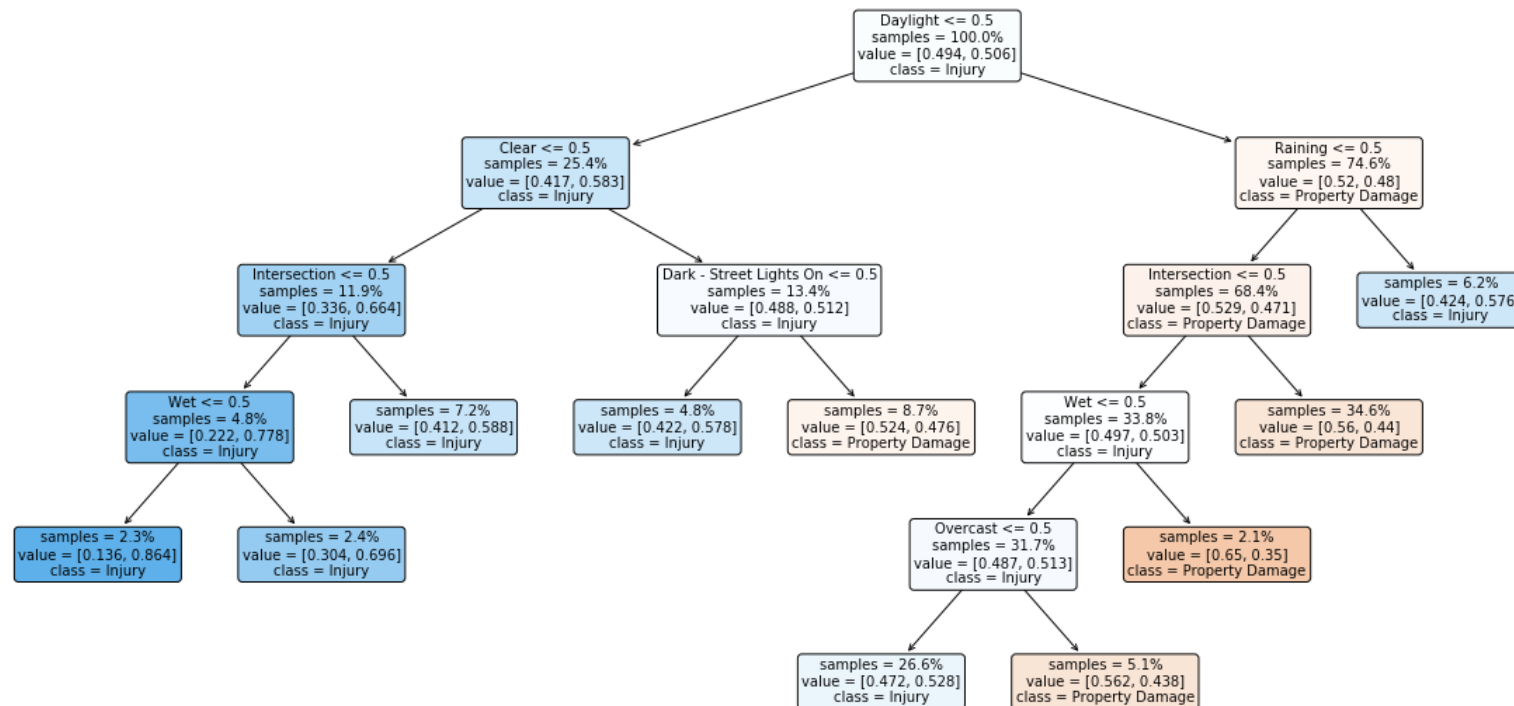 Daylight <= 0.5
samples = 100.0%
value = [0.494, 0.506]
class = Injury
Clear <= 0.5
samples = 25.4%
value = [0.417, 0.583]
class = Injury
Raining <= 0.5
samples = 74.6%
value = [0.52, 0.48]
class = Property Damage
Intersection <= 0.5
samples = 11.9%
value = [0.336, 0.664]
class = Injury
Dark - Street Lights On <= 0.5
samples = 13.4%
value = [0.488, 0.512]
class = Injury
Intersection <= 0.5
samples = 68.4%
value = [0.529, 0.471]
class = Property Damage
samples = 6.2%
value = [0.424, 0.576
class = Injury
Wet <= 0.5
samples = 4.8%
value = [0.222, 0.778]
class = Injury
samples = 7.2%
value = [0.412, 0.588]
class = Injury
samples = 4.8%
value = [0.422, 0.578]
class = Injury
samples = 8.7%
value = [0.524, 0.476]
class = Property Damage
Wet <= 0.5
samples = 33.8%
value = [0.497, 0.503]
class = Injury
samples = 34.6%
value = [0.56, 0.44]
class = Property Damage
samples = 2.3%
value = [0.136, 0.864]
class = Injury
samples = 2.4%
value = [0.304, 0.696]
class = Injury
Overcast <= 0.5
samples = 31.7%
value = [0.487, 0.513]
class = Injury
samples = 2.1%
value = [0.65, 0.35]
class = Property Damage
samples = 26.6%
value = [0.472, 0.528]
class = Injury
samples = 5.1%
value = [0.562, 0.438]
class = Property Damage